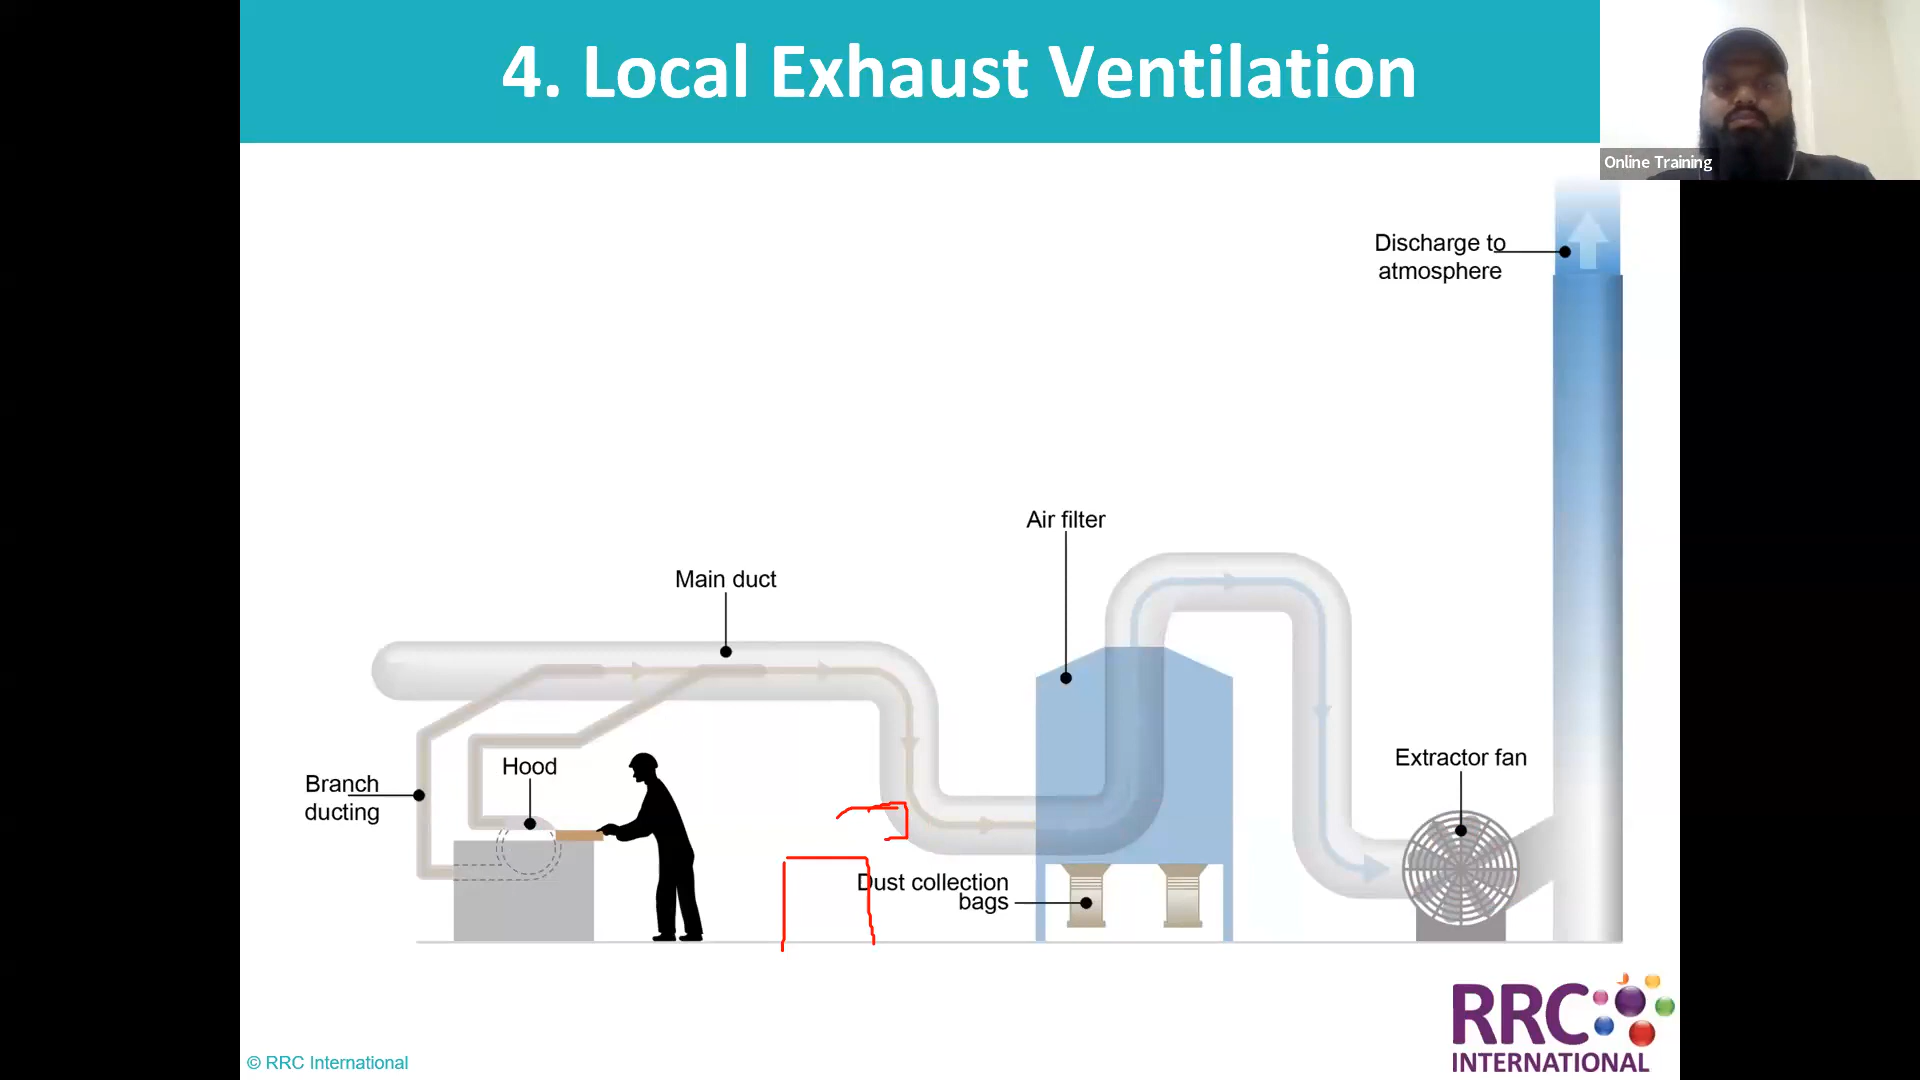 4. Local Exhaust Ventilation
Online Training
Discharge to
atmosphere
Air filter
Main duct
Extractor fan
Hood
Branch
ducting
Dust collection
bags
RRC
INTERNATIONAL
© RRC International